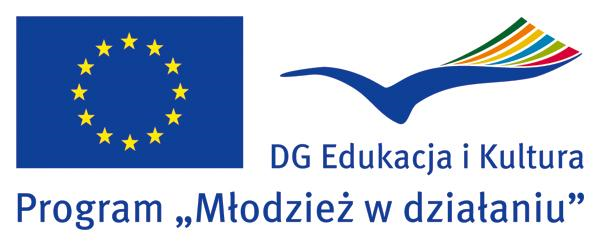 DG Edukacja i Kultura
Program „Młodzież w działaniu”